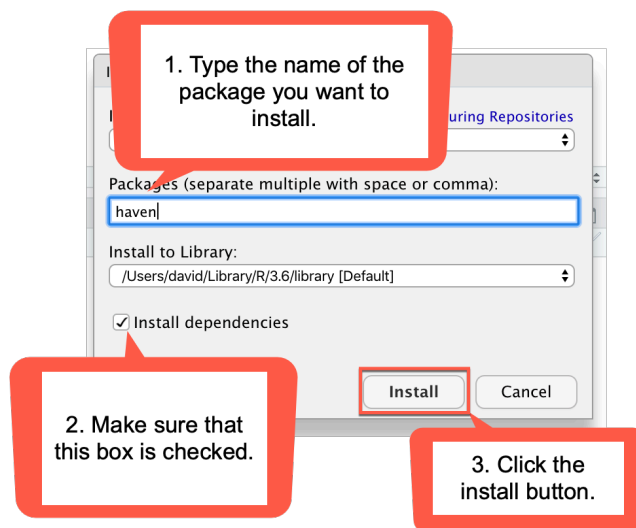 1. Type the name of the
package you want to
install.
uring Repositories
Packages (separate multiple with space or comma):
haven
Install to Library:
/Users/david/Library/R/3.6/library [Default]
Install dependencies
Install
Cancel
2. Make sure that
this box is checked.
3. Click the
install button.